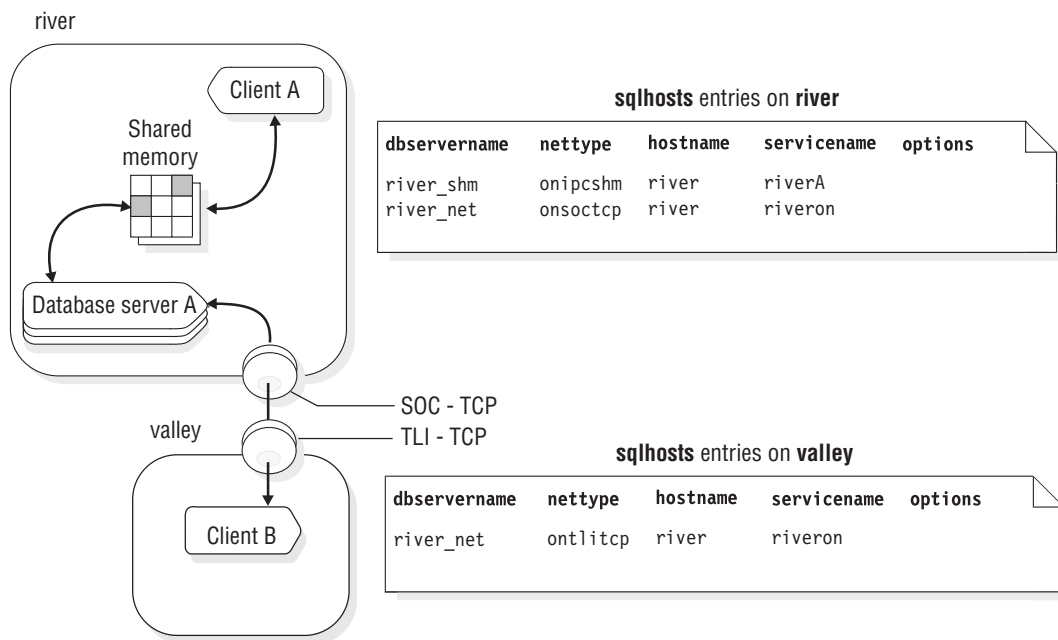 river
Client A
Shared
memory
Database server A
sqlhosts entries on river
dbservername nettype hostname servicename options
river_shm onipcshm river riverA
river_net onsoctcp river riveron
SOC - TCP
TLI - TCP
valley
Client B
sqlhosts entries on valley
dbservername nettype hostname servicename options
river_net ontlitcp river riveron